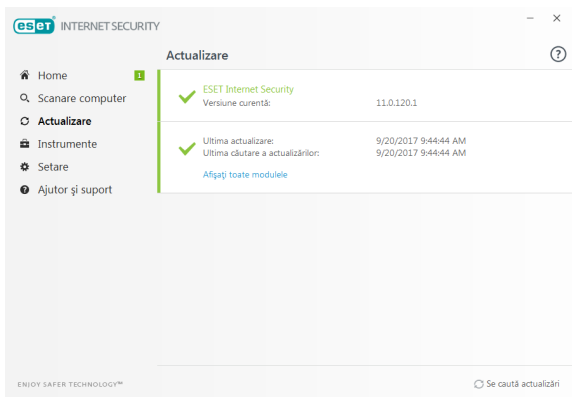 eset INTERNET SECURITY
Actualizare
?
Home 1
Scanare computer
Actualizare
Instrumente
Setare
Ajutor și suport
ESET Internet Security
Versiune curentă: 11.0.120.1
Ultima actualizare: 9/20/2017 9:44:44 AM
Ultima căutare a actualizărilor: 9/20/2017 9:44:44 AM
Afișați toate modulele
ENJOY SAFER TECHNOLOGY™
Se caută actualizări